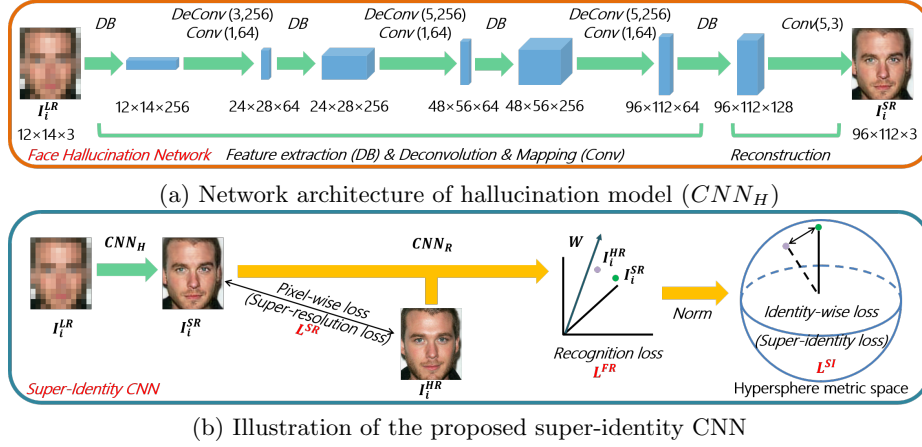 DB DeConv (3,256) DB DeConv (5,256) DB DeConv (5,256) DB Conv(5,3)
Conv (1,64) Conv (1,64) Conv (1,64)
I_i^{LR} 12×14×256 24×28×64 24×28×256 48×56×64 48×56×256 96×112×64 96×112×128 I_i^{SR}
12×14×3 96×112×3
Face Hallucination Network Feature extraction (DB) & Deconvolution & Mapping (Conv) Reconstruction
(a) Network architecture of hallucination model (CNN_H)
CNN_H CNN_R W I_i^{HR} I_i^{SR}
I_i^{LR} I_i^{SR}
Pixel-wise loss
(Super-resolution loss)
L^{SR}
I_i^{HR}
Recognition loss
L^{FR}
Norm
Identity-wise loss
(Super-identity loss)
L^{SI}
Super-Identity CNN Hypersphere metric space
(b) Illustration of the proposed super-identity CNN